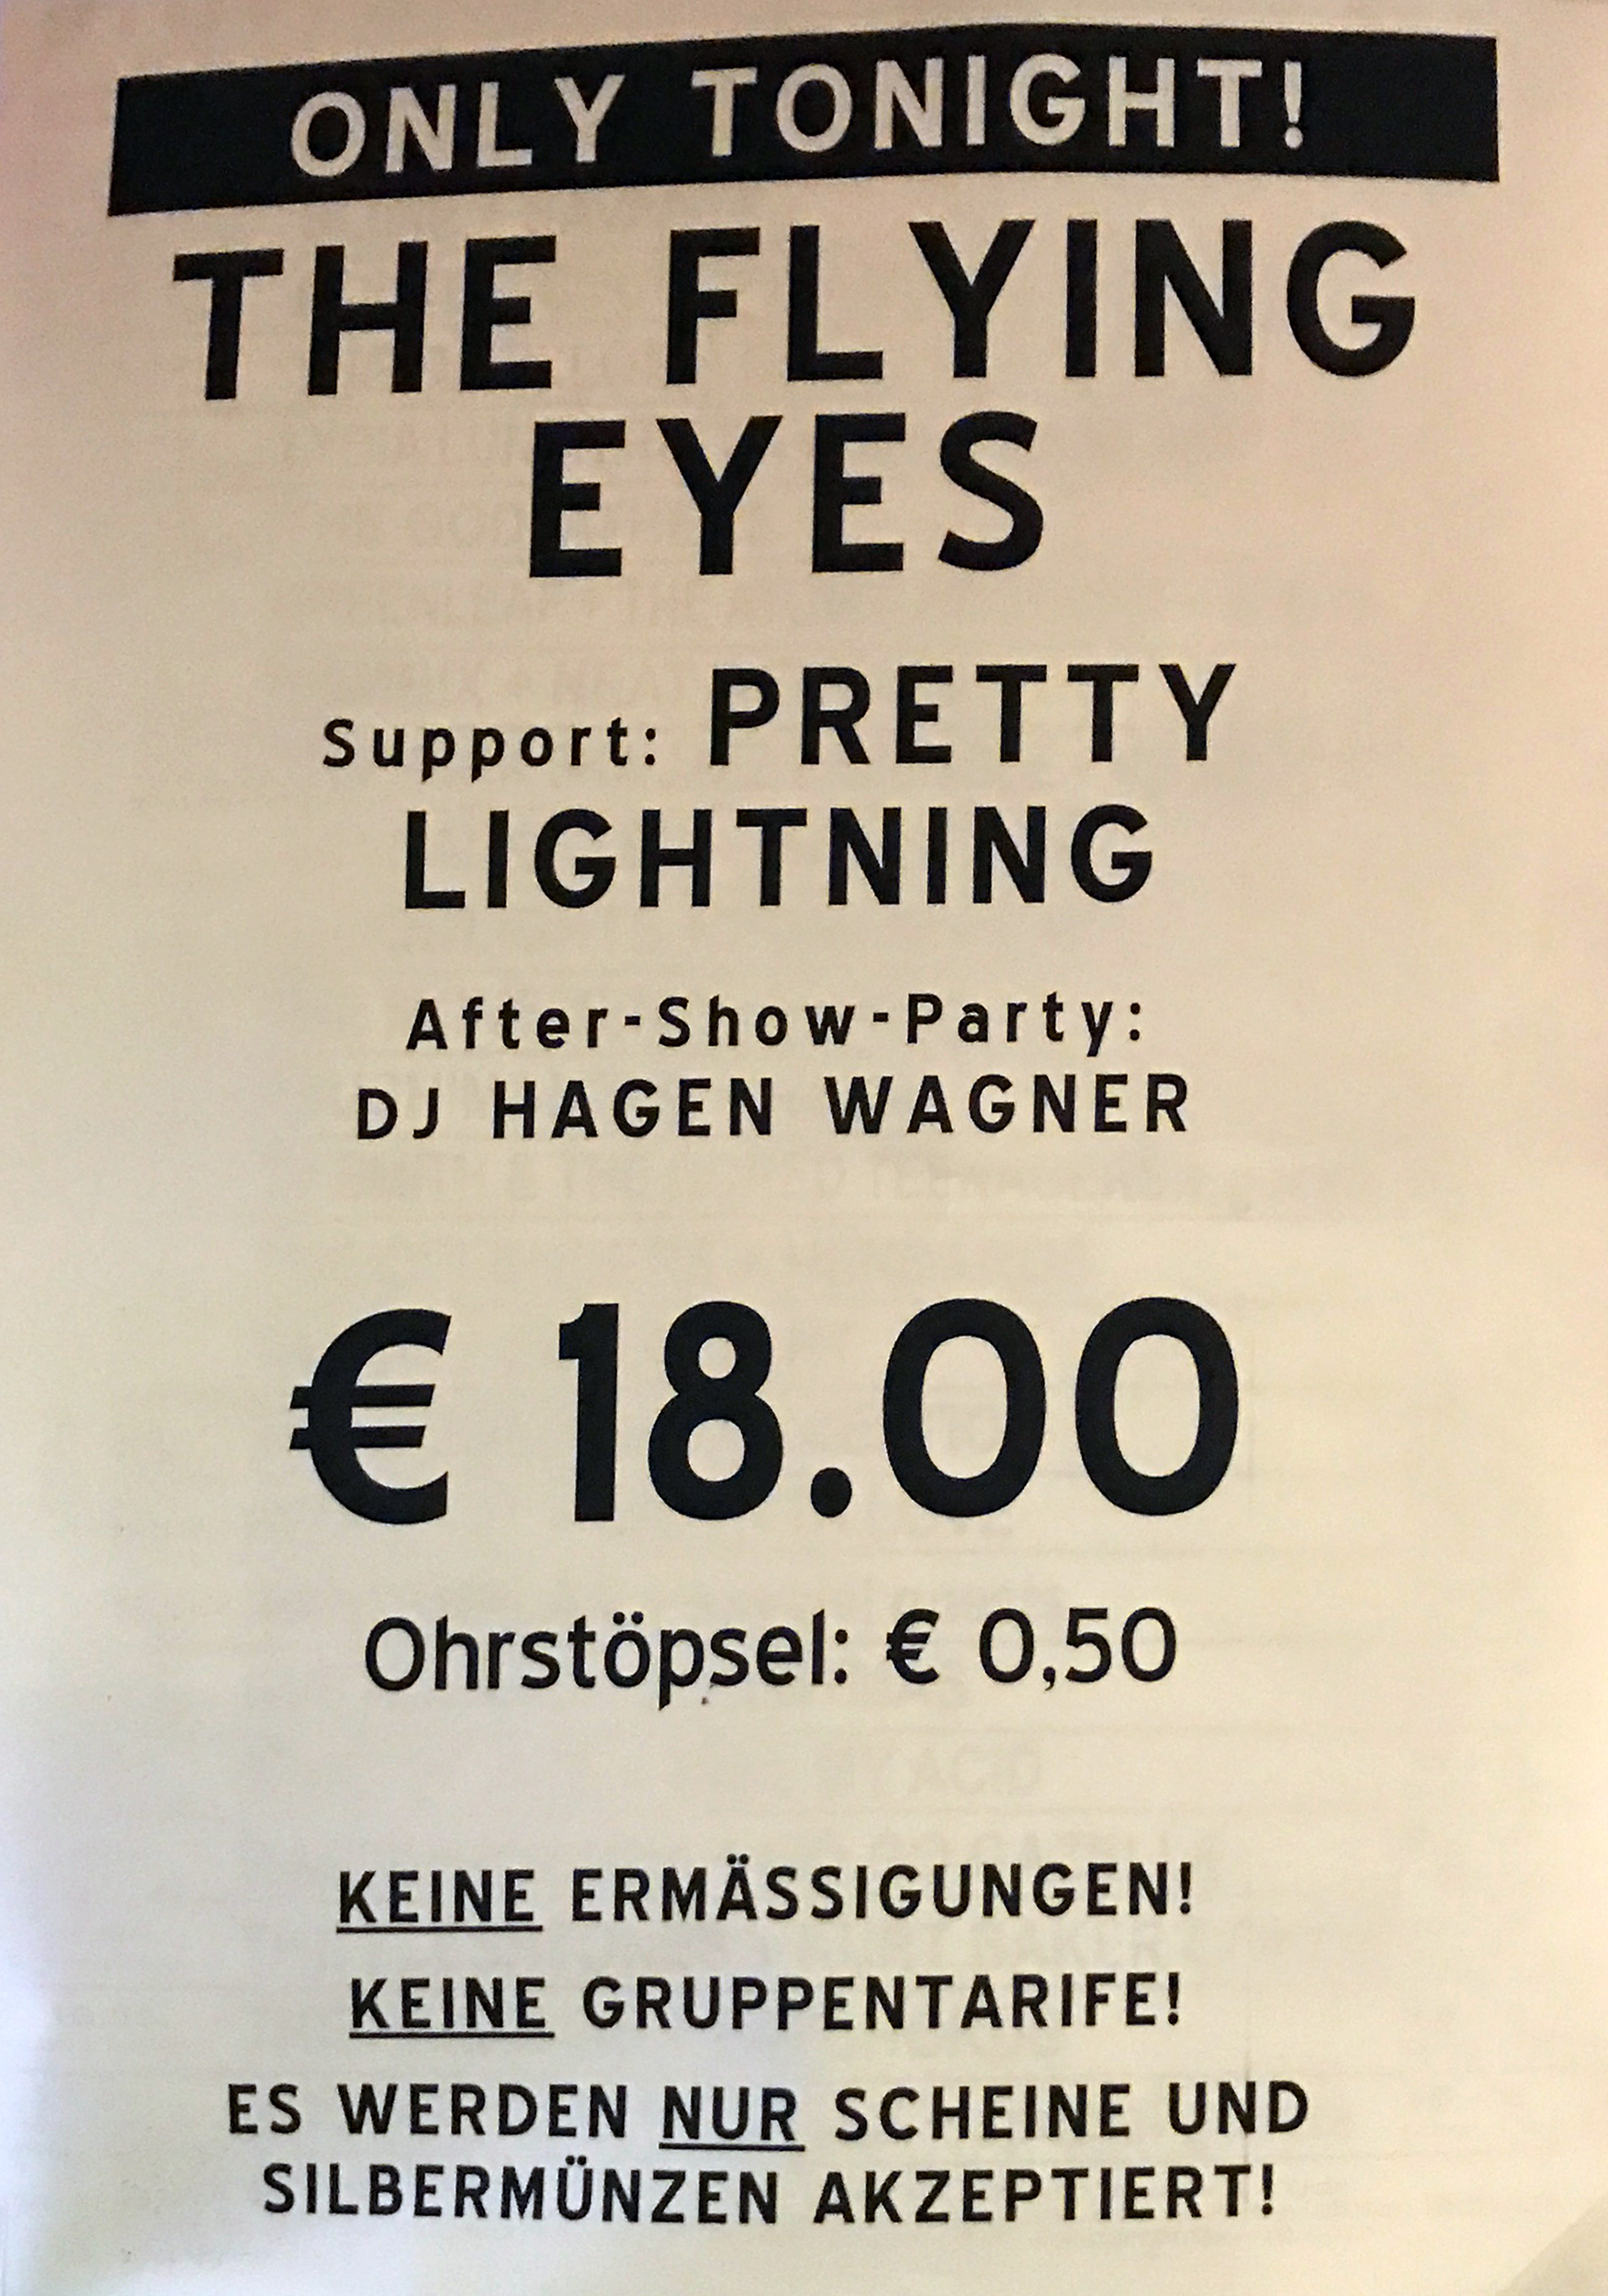 ONLY TONIGHT!
THE FLYING
EYES
Support: PRETTY
LIGHTNING
After-Show-Party:
DJ HAGEN WAGNER
€ 18.00
Ohrstöpsel: € 0,50
KEINE ERMÄSSIGUNGEN!
KEINE GRUPPENTARIFE!
ES WERDEN NUR SCHEINE UND
SILBERMÜNZEN AKZEPTIERT!